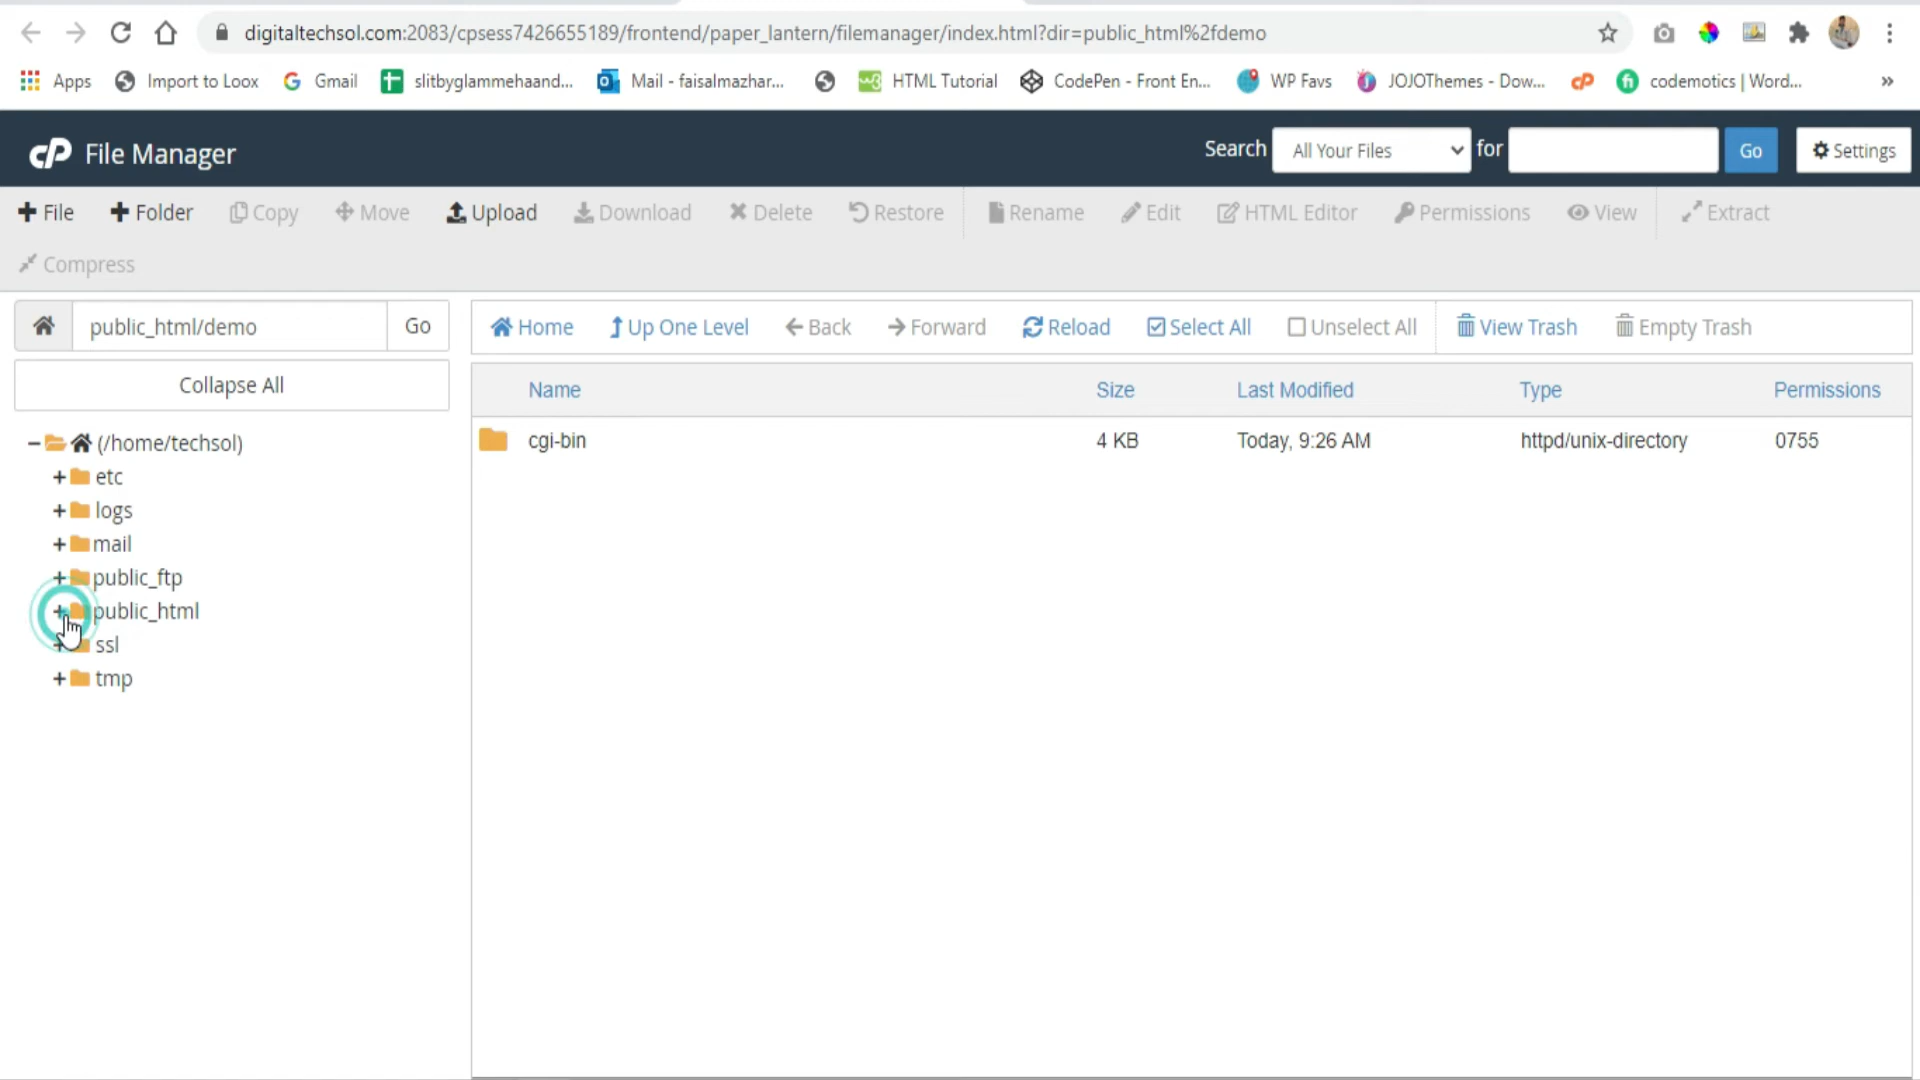 digitaltechsol.com:2083/cpsess7426655189/frontend/paper_lantern/filemanager/index.html?dir=public_html%2fdemo
Apps Import to Loox Gmail slitbyglammehaand... Mail - faisalmazhar... HTML Tutorial CodePen - Front En... WP Favs JOJOThemes - Dow... codemotics | Word... »
cP File Manager Search All Your Files for Go Settings
File Folder Copy Move Upload Download Delete Restore Rename Edit HTML Editor Permissions View Extract
Compress
public_html/demo Go Home Up One Level Back Forward Reload Select All Unselect All View Trash Empty Trash
Collapse All
Name Size Last Modified Type Permissions
cgi-bin 4 KB Today, 9:26 AM httpd/unix-directory 0755
(/home/techsol)
etc
logs
mail
public_ftp
public_html
ssl
tmp